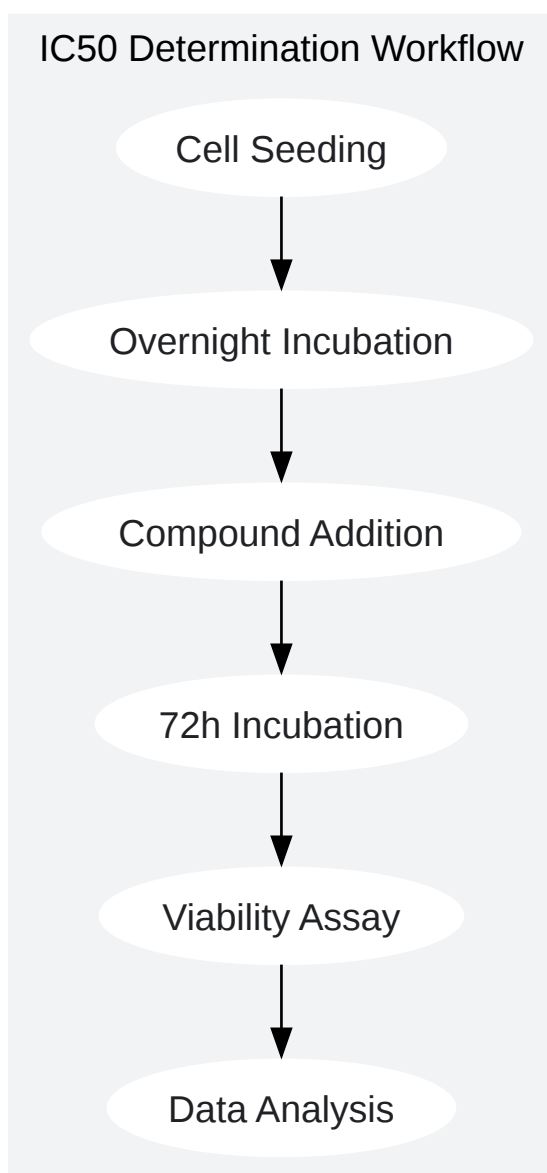 IC50 Determination Workflow
Cell Seeding
Overnight Incubation
Compound Addition
72h Incubation
Viability Assay
Data Analysis